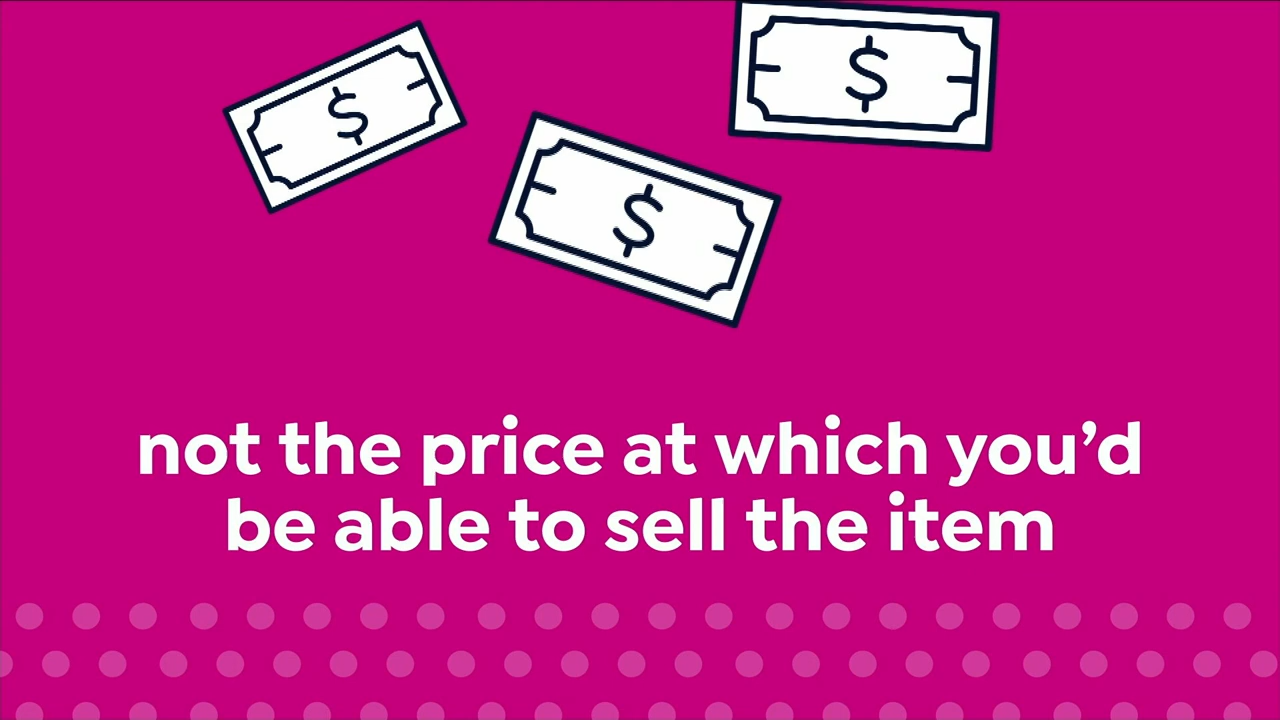 $
$
$
not the price at which you’d
be able to sell the item